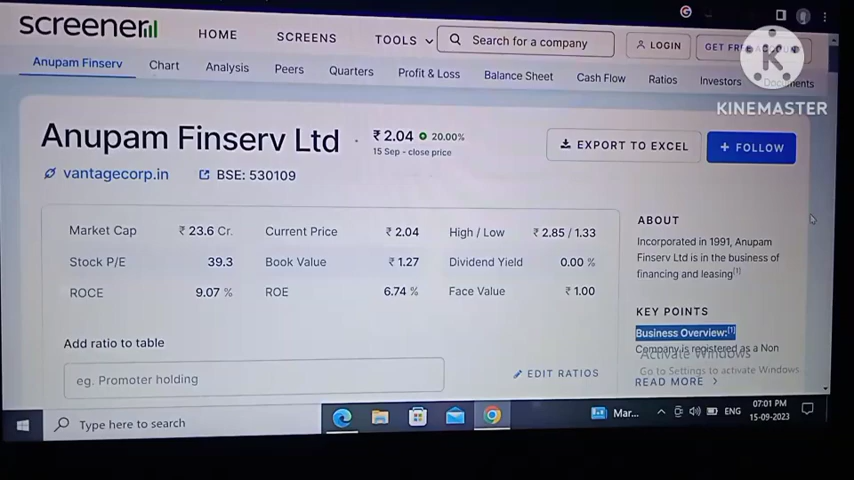 screener
HOME
SCREENS
TOOLS
Search for a company
LOGIN
GET FREE
Anupam Finserv
Chart
Analysis
Peers
Quarters
Profit & Loss
Balance Sheet
Cash Flow
Ratios
Investors
Documents
KINEMASTER
Anupam Finserv Ltd
₹ 2.04 20.00%
15 Sep - close price
EXPORT TO EXCEL
+ FOLLOW
vantagecorp.in
BSE: 530109
Market Cap ₹ 23.6 Cr.
Current Price ₹ 2.04
High / Low ₹ 2.85 / 1.33
Stock P/E 39.3
Book Value ₹ 1.27
Dividend Yield 0.00 %
ROCE 9.07 %
ROE 6.74 %
Face Value ₹ 1.00
ABOUT
Incorporated in 1991, Anupam
Finserv Ltd is in the business of
financing and leasing[1]
KEY POINTS
Business Overview:[1]
Company is registered as a Non
Activate Windows
Go to Settings to activate Windows
READ MORE
Add ratio to table
eg. Promoter holding
EDIT RATIOS
Type here to search
Mar...
ENG
07:01 PM
15-09-2023